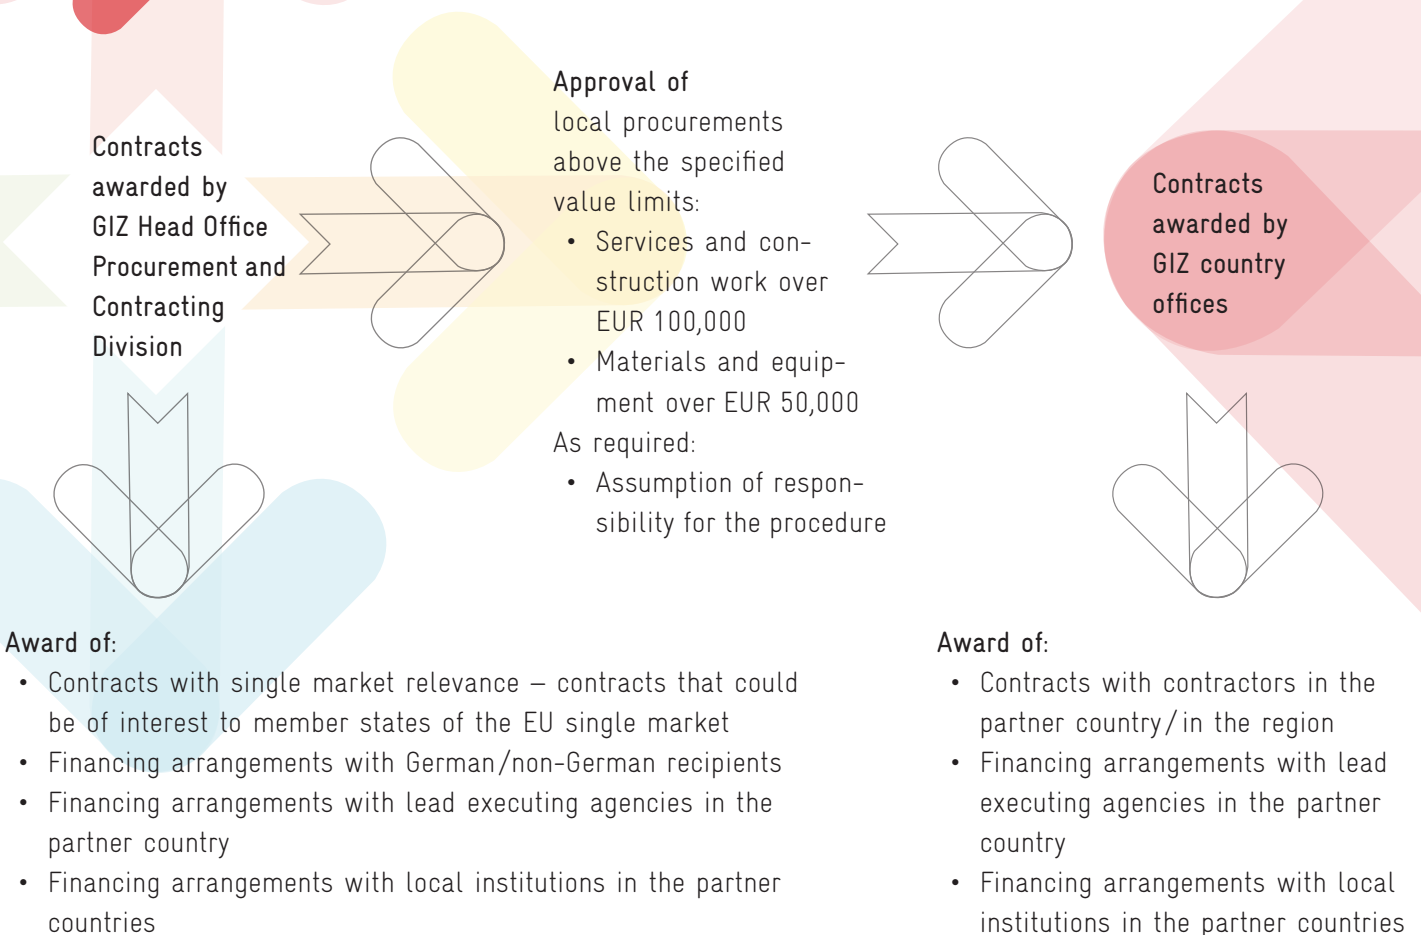 Contracts
awarded by
GIZ Head Office
Procurement and
Contracting
Division
Approval of
local procurements
above the specified
value limits:
• Services and con-
struction work over
EUR 100,000
• Materials and equip-
ment over EUR 50,000
As required:
• Assumption of respon-
sibility for the procedure
Contracts
awarded by
GIZ country
offices
Award of:
• Contracts with single market relevance – contracts that could
be of interest to member states of the EU single market
• Financing arrangements with German/non-German recipients
• Financing arrangements with lead executing agencies in the
partner country
• Financing arrangements with local institutions in the partner
countries
Award of:
• Contracts with contractors in the
partner country/in the region
• Financing arrangements with lead
executing agencies in the partner
country
• Financing arrangements with local
institutions in the partner countries